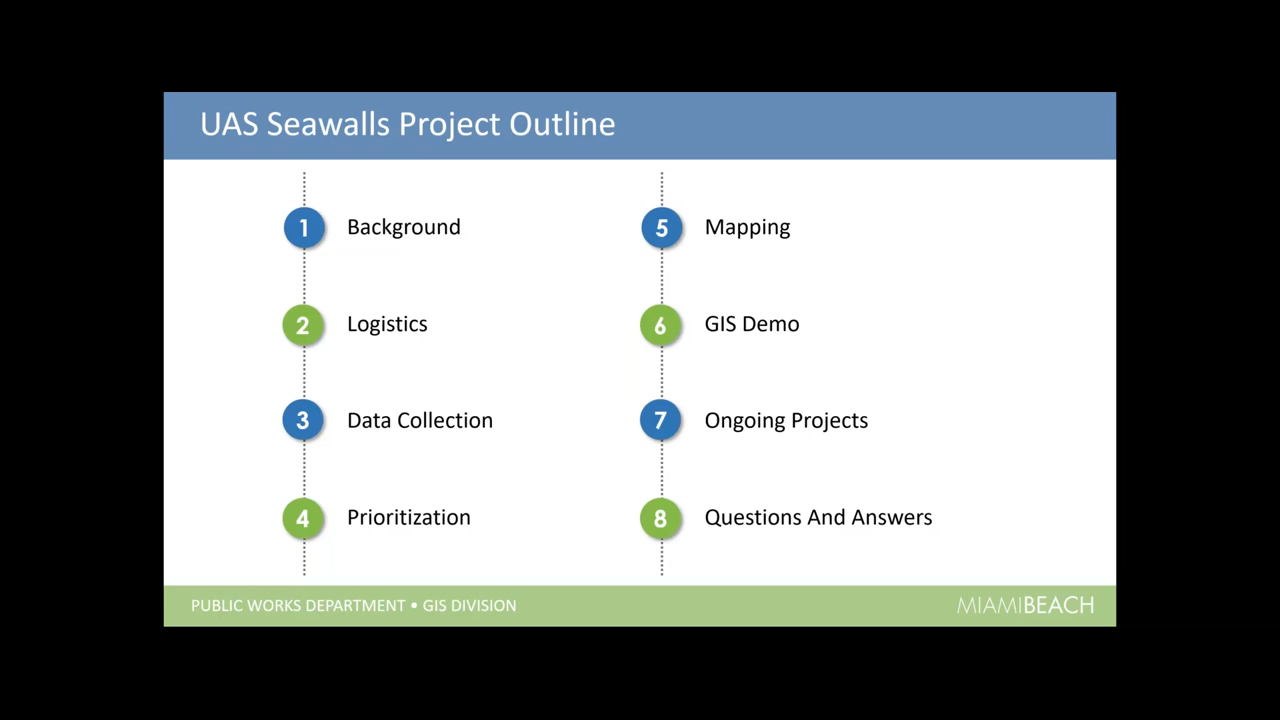 UAS Seawalls Project Outline
1 Background
2 Logistics
3 Data Collection
4 Prioritization
5 Mapping
6 GIS Demo
7 Ongoing Projects
8 Questions And Answers
PUBLIC WORKS DEPARTMENT • GIS DIVISION
MIAMIBEACH